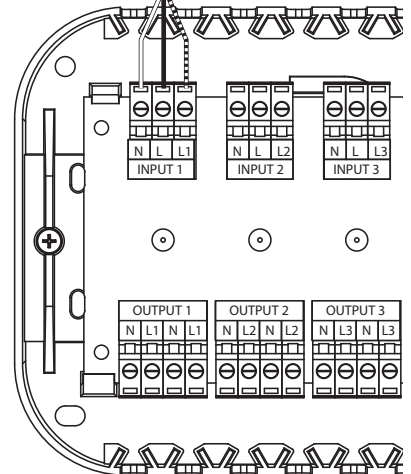 N L L1 N L L2 N L L3
INPUT 1 INPUT 2 INPUT 3
OUTPUT 1 OUTPUT 2 OUTPUT 3
N L1 N L1 N L2 N L2 N L3 N L3